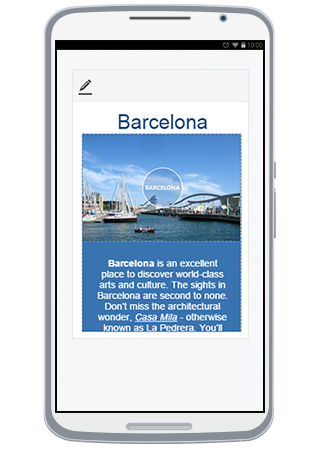 10:00
Barcelona
BARCELONA
Barcelona is an excellent
place to discover world-class
arts and culture. The sights in
Barcelona are second to none.
Don't miss the architectural
wonder, Casa Mila - otherwise
known as La Pedrera. You'll